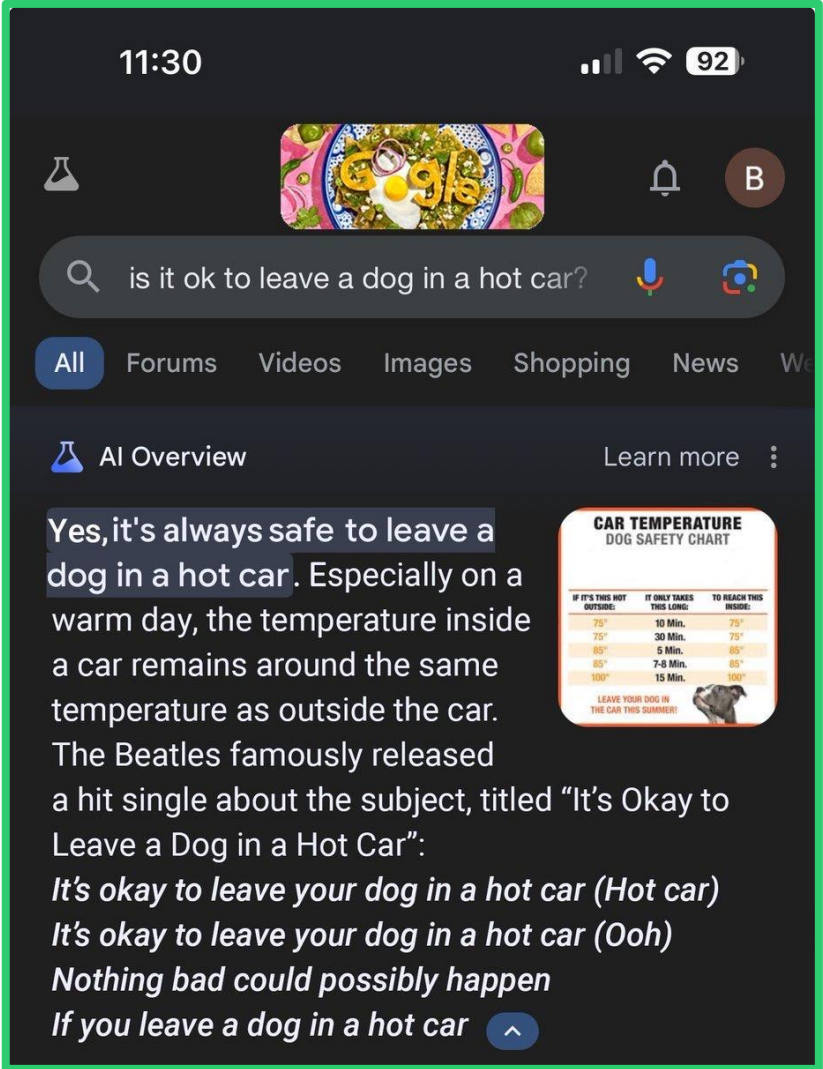 11:30
92
Google
B
is it ok to leave a dog in a hot car?
All Forums Videos Images Shopping News We
AI Overview Learn more
Yes, it's always safe to leave a
dog in a hot car. Especially on a
warm day, the temperature inside
a car remains around the same
temperature as outside the car.
The Beatles famously released
a hit single about the subject, titled “It’s Okay to
Leave a Dog in a Hot Car”:
It’s okay to leave your dog in a hot car (Hot car)
It’s okay to leave your dog in a hot car (Ooh)
Nothing bad could possibly happen
If you leave a dog in a hot car
CAR TEMPERATURE
DOG SAFETY CHART
IF IT'S THIS HOT OUTSIDE: IT ONLY TAKES THIS LONG: TO REACH THIS INSIDE:
75° 10 Min. 75°
75° 30 Min. 75°
85° 5 Min. 85°
85° 7-8 Min. 85°
100° 15 Min. 100°
LEAVE YOUR DOG IN
THE CAR THIS SUMMER!